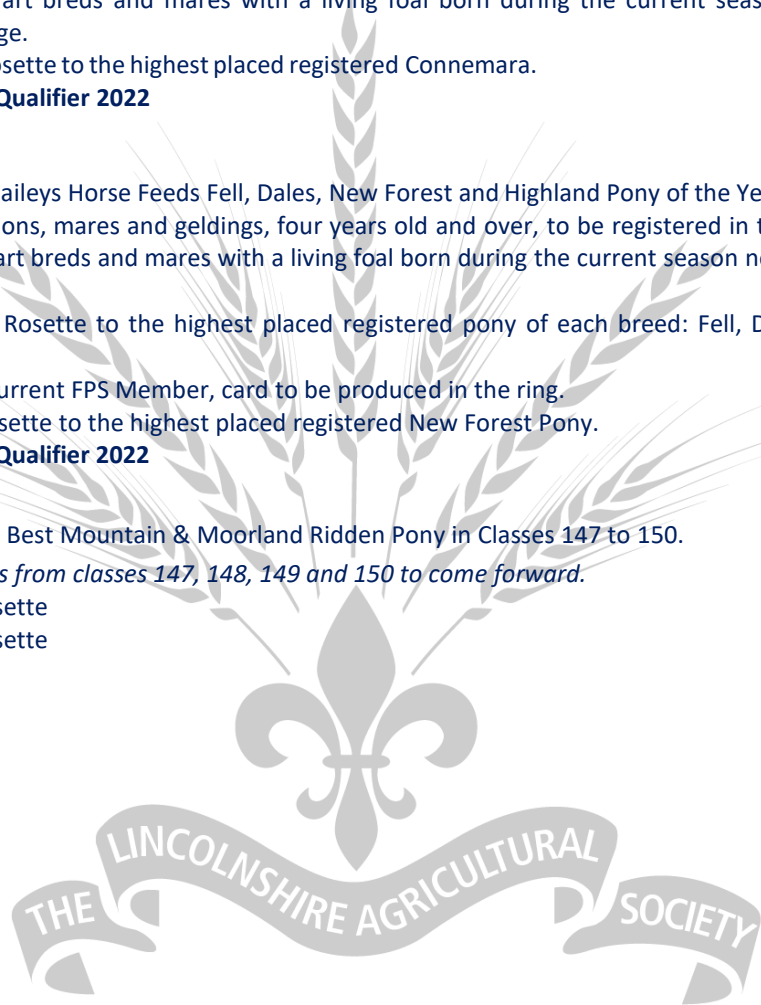 art breds and mares with a living foal born during the current seas
ge.
osette to the highest placed registered Connemara.
Qualifier 2022
aileys Horse Feeds Fell, Dales, New Forest and Highland Pony of the Ye
ons, mares and geldings, four years old and over, to be registered in t
art breds and mares with a living foal born during the current season n
Rosette to the highest placed registered pony of each breed: Fell, D
urrent FPS Member, card to be produced in the ring.
sette to the highest placed registered New Forest Pony.
Qualifier 2022
Best Mountain & Moorland Ridden Pony in Classes 147 to 150.
s from classes 147, 148, 149 and 150 to come forward.
sette
sette
THE LINCOLNSHIRE AGRICULTURAL SOCIETY